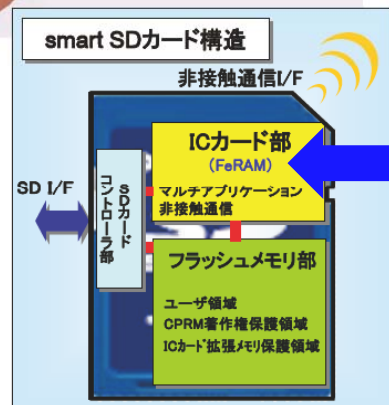 smart SDカード構造
非接触通信I/F
ICカード部
(FeRAM)
マルチアプリケーション
非接触通信
SD I/F
SDカード
コントローラ部
フラッシュメモリ部
ユーザ領域
CPRM著作権保護領域
ICカード拡張メモリ保護領域